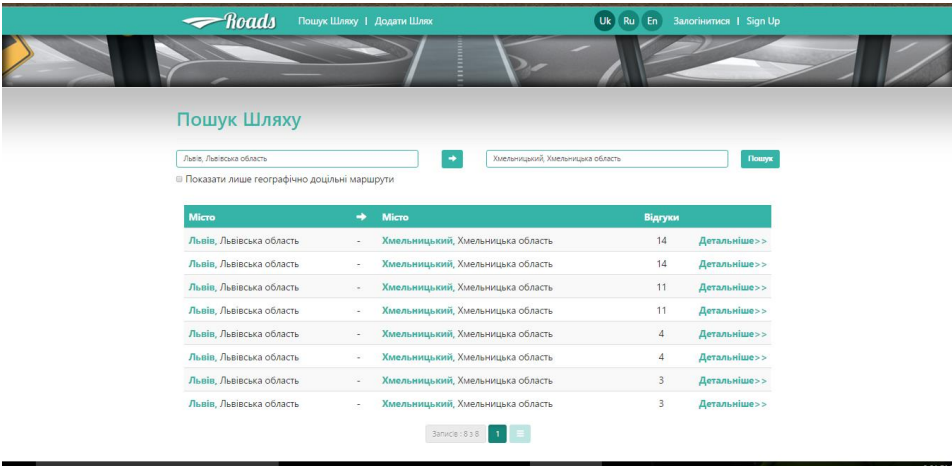 Roads Пошук Шляху | Додати Шлях Uk Ru En Залогінитися | Sign Up
Пошук Шляху
Львів, Львівська область Хмельницький, Хмельницька область Пошук
Показати лише географічно доцільні маршрути
Місто Місто Відгуки
Львів, Львівська область - Хмельницький, Хмельницька область 14 Детальніше>>
Львів, Львівська область - Хмельницький, Хмельницька область 14 Детальніше>>
Львів, Львівська область - Хмельницький, Хмельницька область 11 Детальніше>>
Львів, Львівська область - Хмельницький, Хмельницька область 11 Детальніше>>
Львів, Львівська область - Хмельницький, Хмельницька область 4 Детальніше>>
Львів, Львівська область - Хмельницький, Хмельницька область 4 Детальніше>>
Львів, Львівська область - Хмельницький, Хмельницька область 3 Детальніше>>
Львів, Львівська область - Хмельницький, Хмельницька область 3 Детальніше>>
Записів : 8 з 8 1